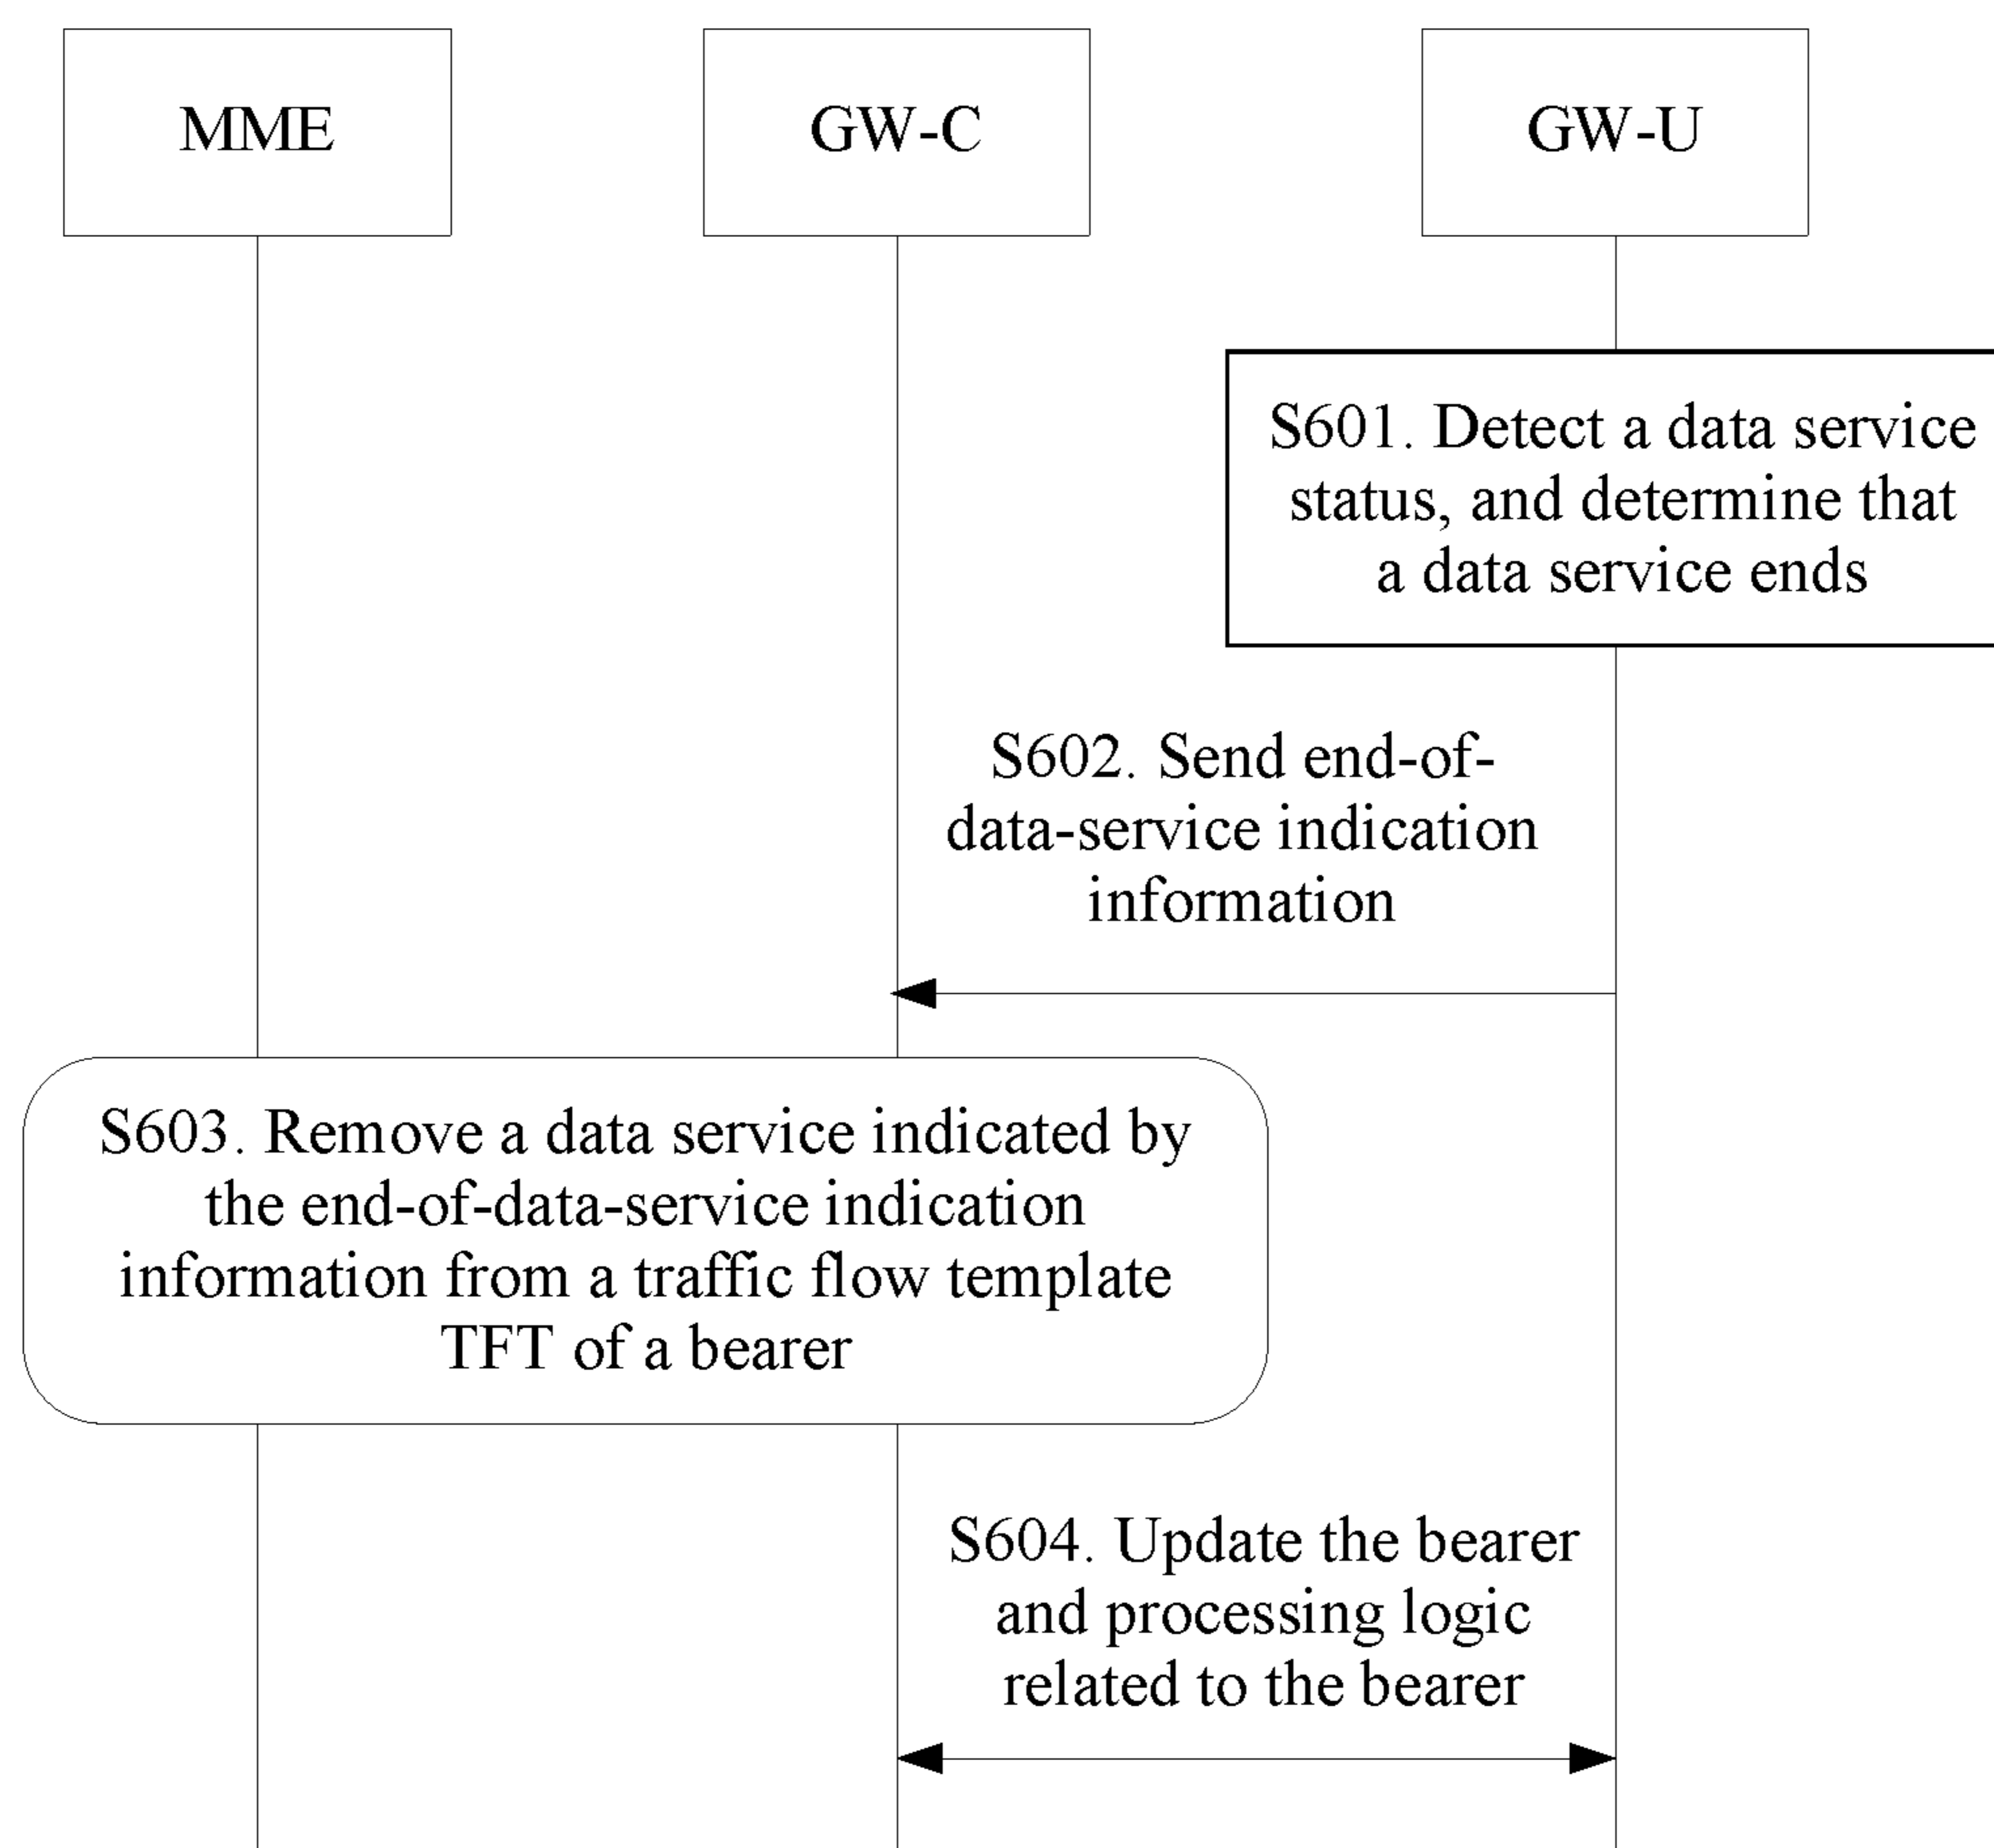 MME
GW-C
GW-U
S601. Detect a data service
status, and determine that
a data service ends
S602. Send end-of-
data-service indication
information
S603. Remove a data service indicated by
the end-of-data-service indication
information from a traffic flow template
TFT of a bearer
S604. Update the bearer
and processing logic
related to the bearer